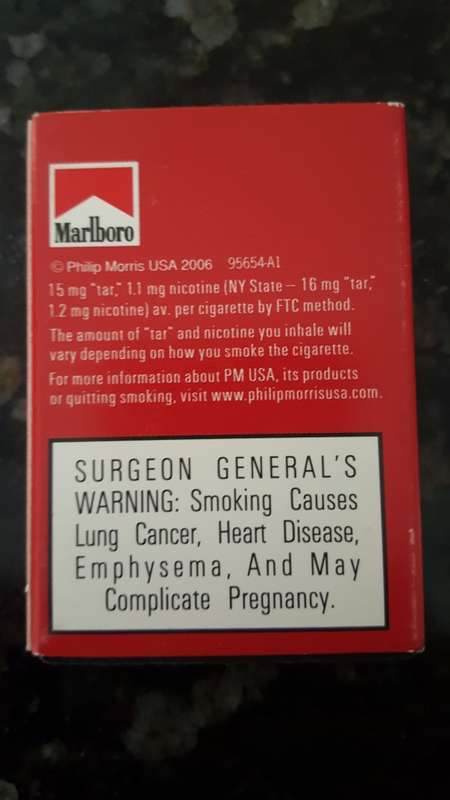 Marlboro
© Philip Morris USA 2006 95654-A1
15 mg "tar," 1.1 mg nicotine (NY State – 16 mg "tar,"
1.2 mg nicotine) av. per cigarette by FTC method.
The amount of "tar" and nicotine you inhale will
vary depending on how you smoke the cigarette.
For more information about PM USA, its products
or quitting smoking, visit www.philipmorrisusa.com.
SURGEON GENERAL'S
WARNING: Smoking Causes
Lung Cancer, Heart Disease,
Emphysema, And May
Complicate Pregnancy.